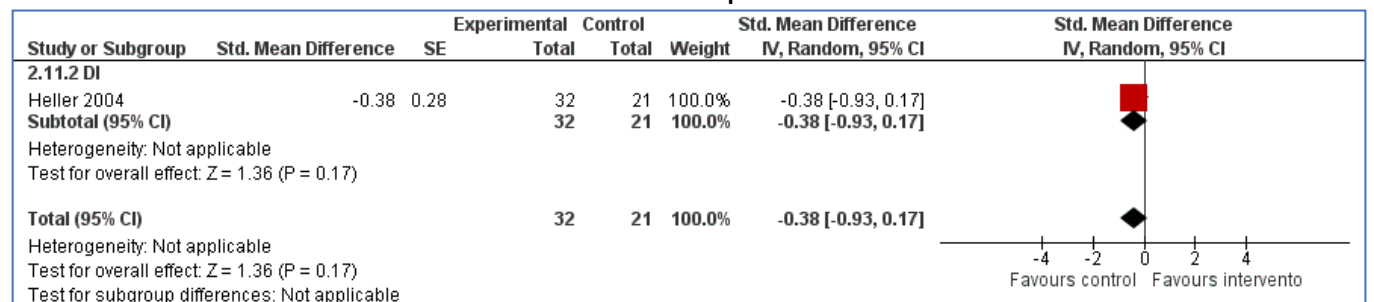 Experimental Control Std. Mean Difference Std. Mean Difference
Study or Subgroup Std. Mean Difference SE Total Total Weight IV, Random, 95% CI IV, Random, 95% CI
2.11.2 DI
Heller 2004 -0.38 0.28 32 21 100.0% -0.38 [-0.93, 0.17]
Subtotal (95% CI) 32 21 100.0% -0.38 [-0.93, 0.17]
Heterogeneity: Not applicable
Test for overall effect: Z = 1.36 (P = 0.17)
Total (95% CI) 32 21 100.0% -0.38 [-0.93, 0.17]
Heterogeneity: Not applicable
Test for overall effect: Z = 1.36 (P = 0.17)
Test for subgroup differences: Not applicable
-4 -2 0 2 4
Favours control Favours intervento